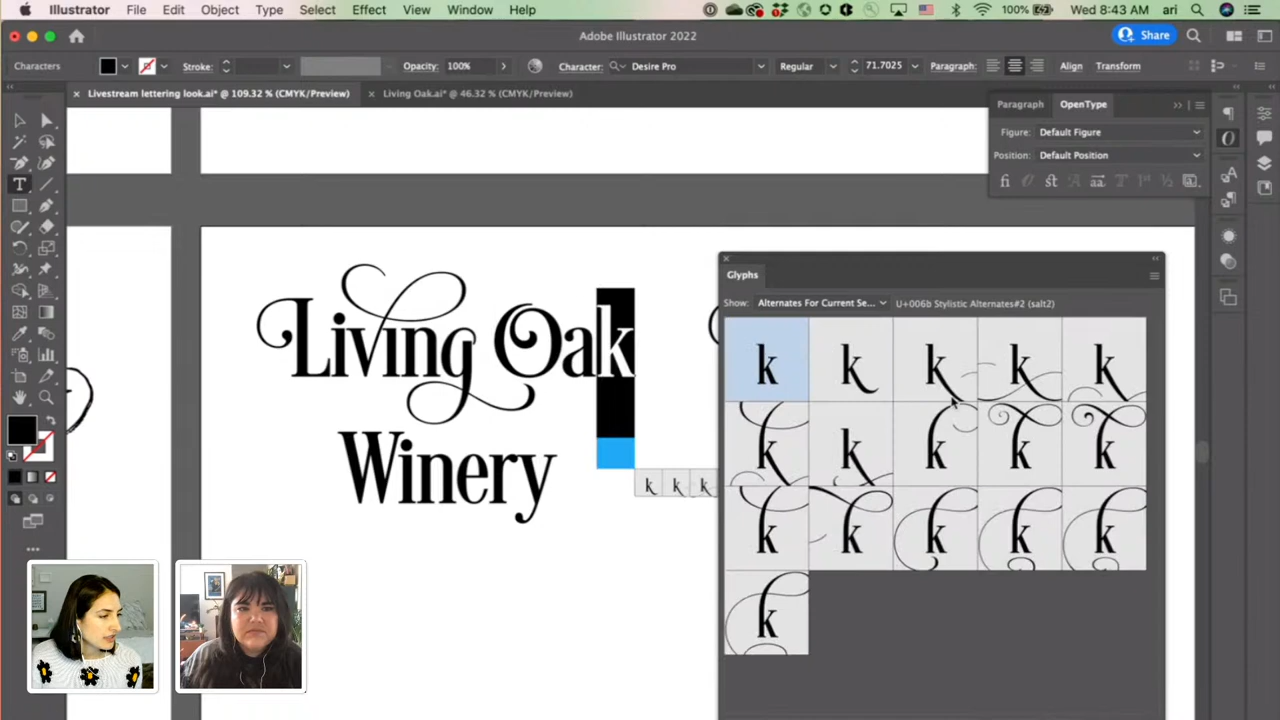 Illustrator File Edit Object Type Select Effect View Window Help 100% Wed 8:43 AM ari
Adobe Illustrator 2022 Share
Characters Stroke: Opacity: 100% Character: Desire Pro Regular 71.7025 Paragraph: Align Transform
Livestream lettering look.ai* @ 109.32 % (CMYK/Preview) Living Oak.ai* @ 46.32 % (CMYK/Preview)
Paragraph OpenType
Figure: Default Figure
Position: Default Position
Glyphs
Show: Alternates For Current Se... U+006b Stylistic Alternates#2 (salt2)
Living Oak
Winery
k k k
k k k k k
k k k k k
k k k k k
k